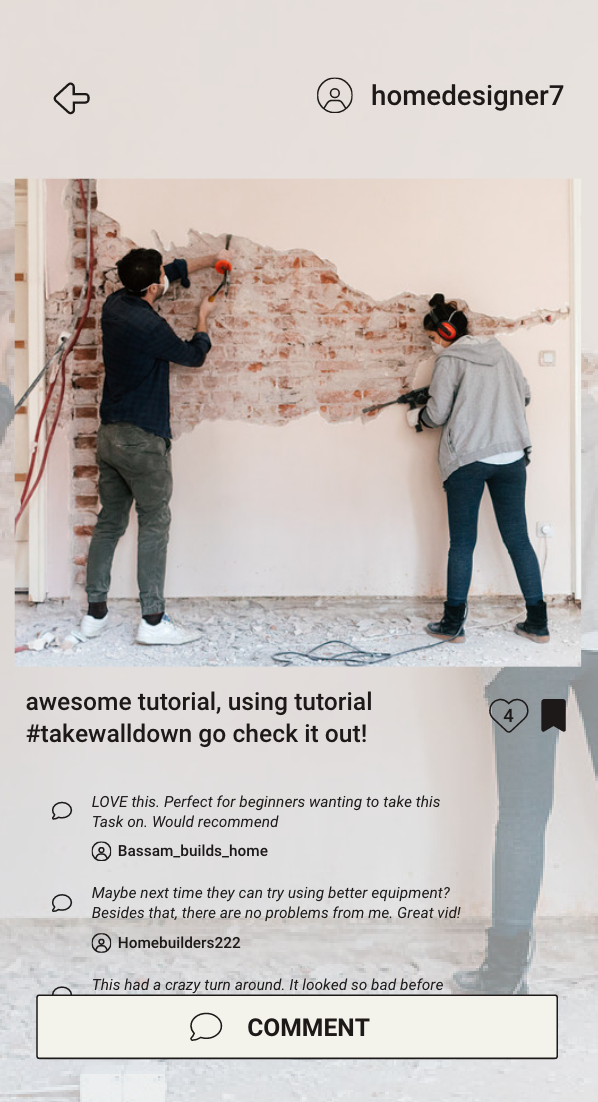 homedesigner7
awesome tutorial, using tutorial
#takewalldown go check it out!
4
LOVE this. Perfect for beginners wanting to take this
Task on. Would recommend
Bassam_builds_home
Maybe next time they can try using better equipment?
Besides that, there are no problems from me. Great vid!
Homebuilders222
This had a crazy turn around. It looked so bad before
COMMENT